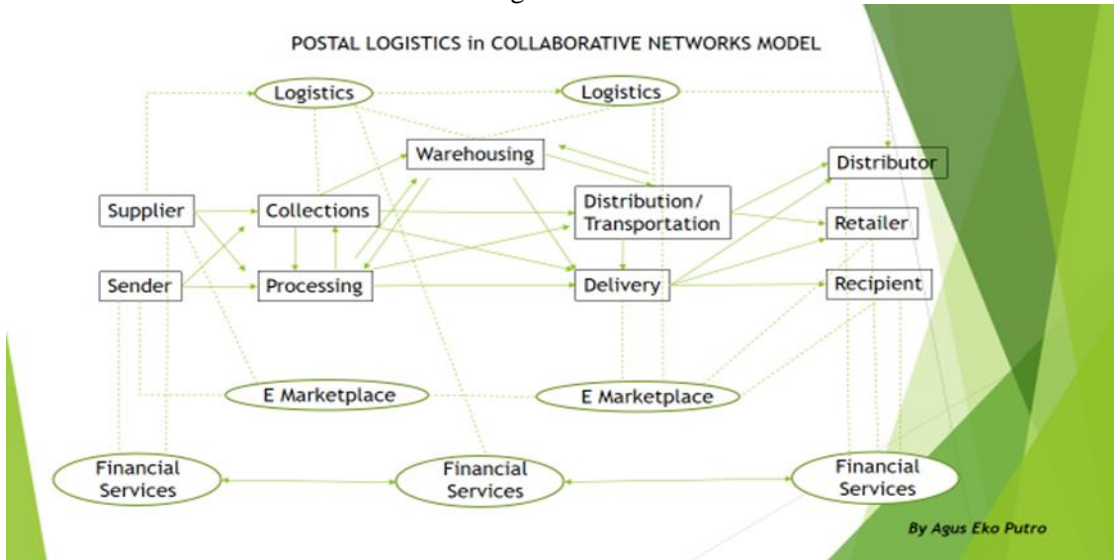 POSTAL LOGISTICS in COLLABORATIVE NETWORKS MODEL
Logistics
Logistics
Warehousing
Distributor
Supplier
Collections
Distribution/
Transportation
Retailer
Sender
Processing
Delivery
Recipient
E Marketplace
E Marketplace
Financial
Services
Financial
Services
Financial
Services
By Agus Eko Putro